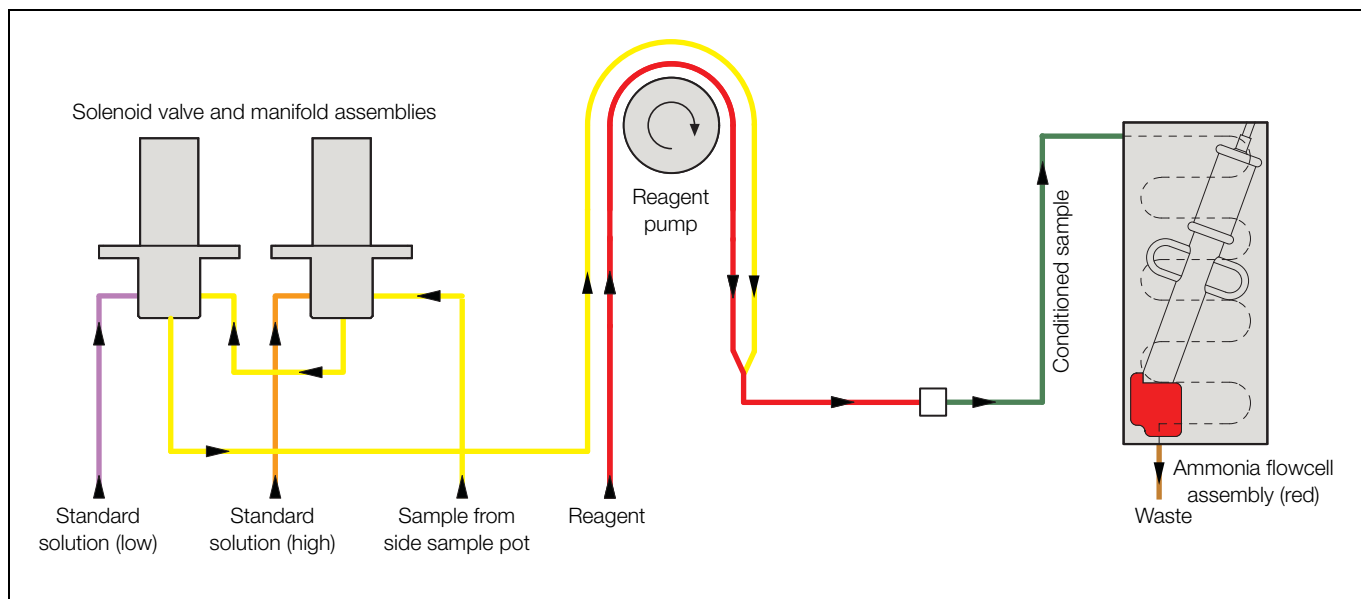 Solenoid valve and manifold assemblies
Reagent
pump
Conditioned sample
Standard
solution (low)
Standard
solution (high)
Sample from
side sample pot
Reagent
Ammonia flowcell
assembly (red)
Waste